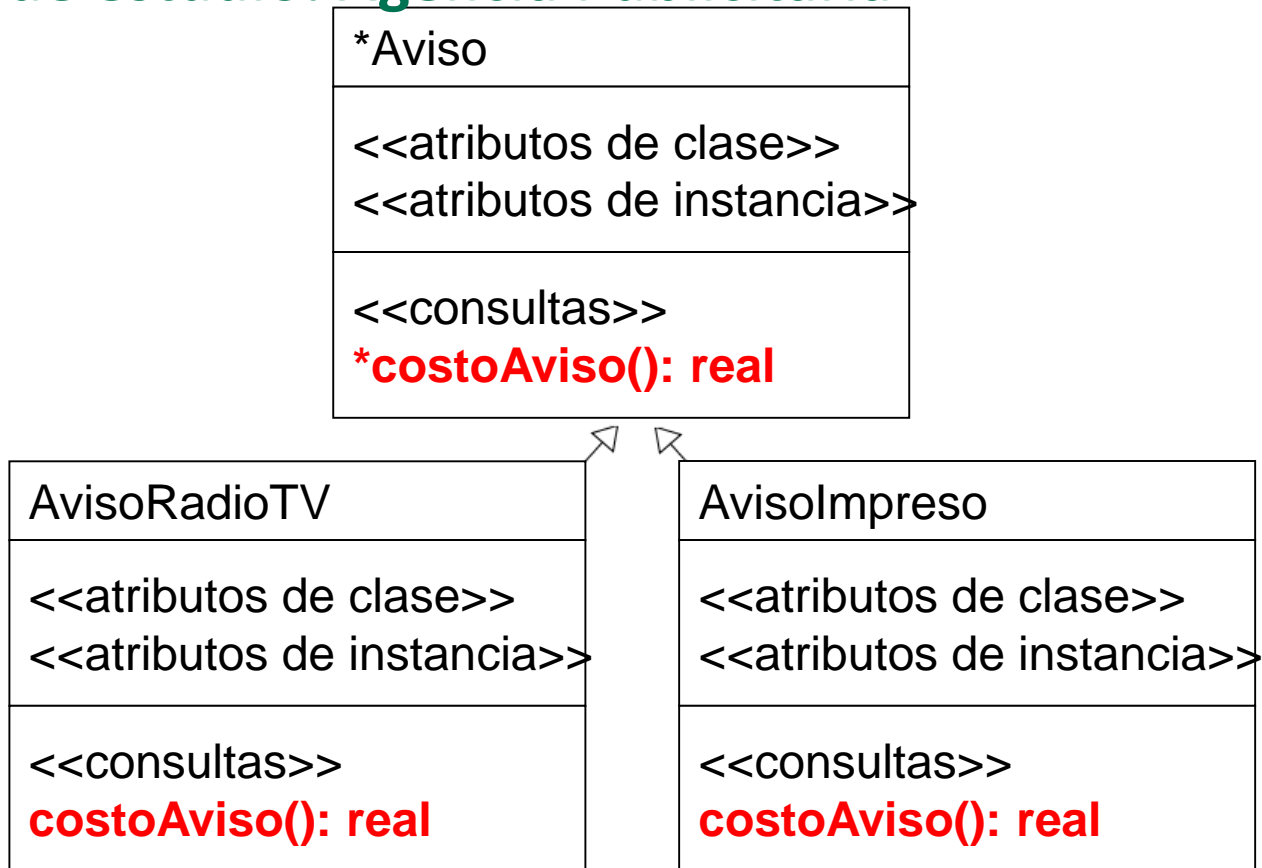 *Aviso
<<atributos de clase>>
<<atributos de instancia>>
<<consultas>>
*costoAviso(): real
AvisoRadioTV
<<atributos de clase>>
<<atributos de instancia>>
<<consultas>>
costoAviso(): real
AvisoImpreso
<<atributos de clase>>
<<atributos de instancia>>
<<consultas>>
costoAviso(): real